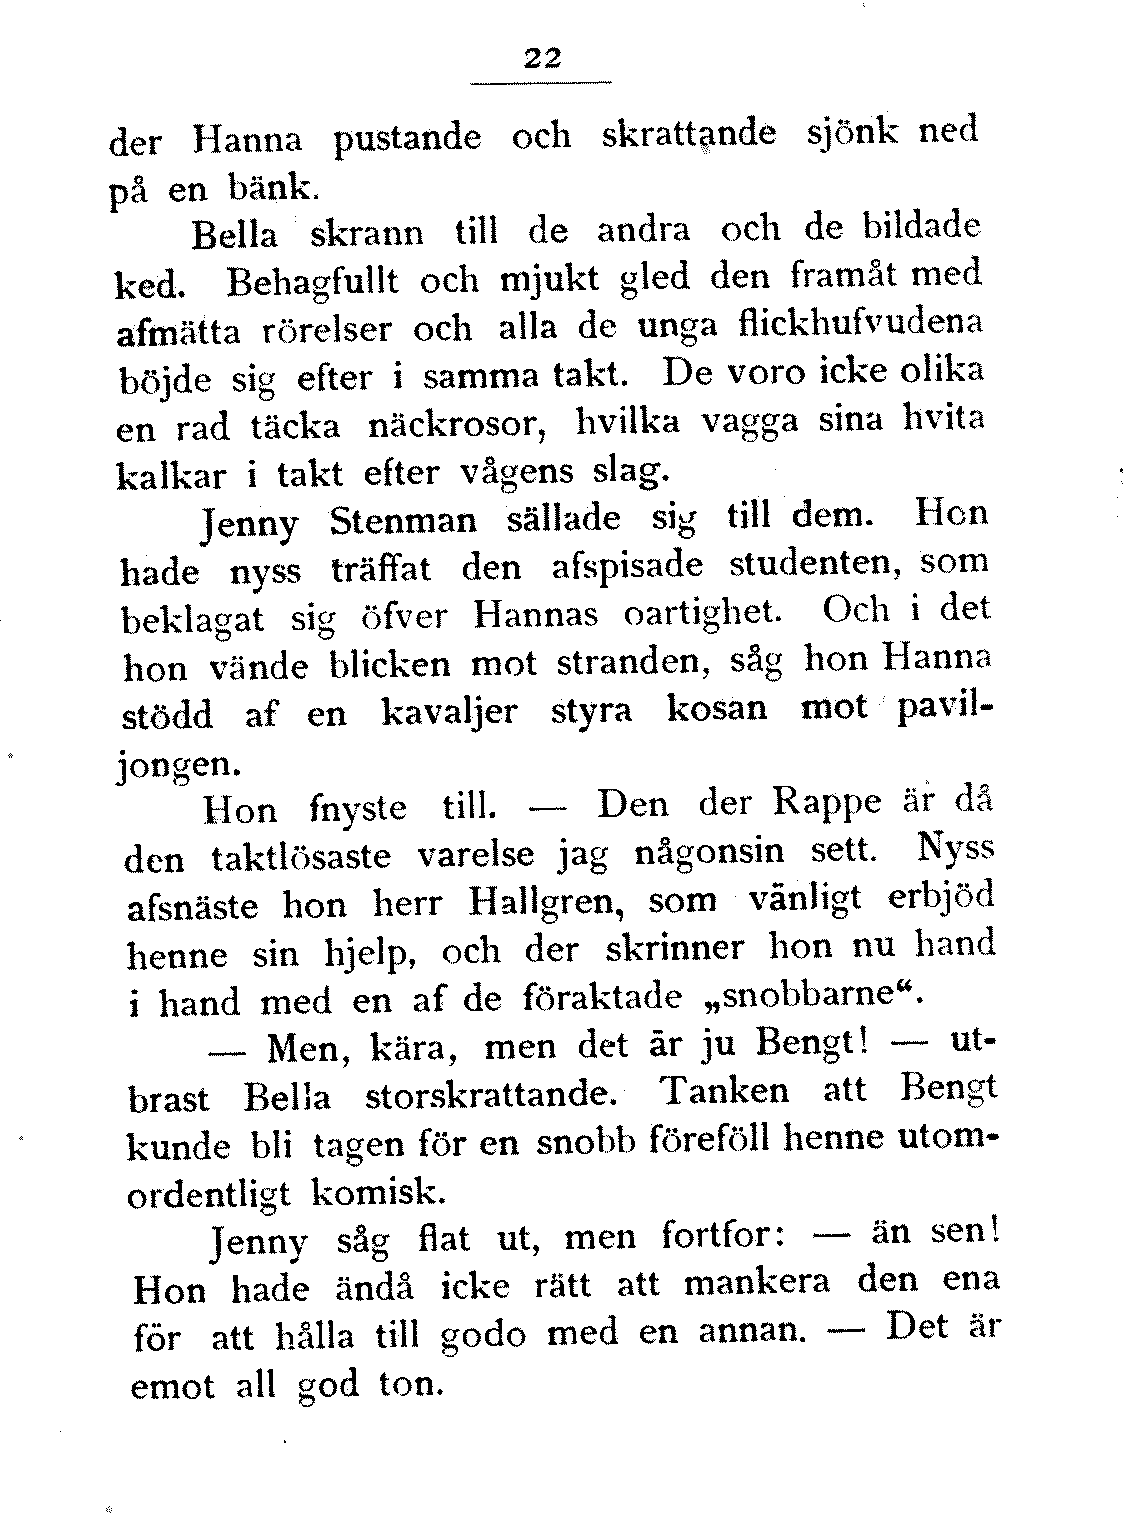 22
der Hanna pustande och skrattande sjönk ned
på en bänk.
Bella skrann till de andra och de bildade
ked. Behagfullt och mjukt gled den framåt med
afmätta rörelser och alla de unga flickhufvudena
böjde sig efter i samma takt. De voro icke olika
en rad täcka näckrosor, hvilka vagga sina hvita
kalkar i takt efter vågens slag.
Jenny Stenman sällade sig till dem. Hon
hade nyss träffat den afspisade studenten, som
beklagat sig öfver Hannas oartighet. Och i det
hon vände blicken mot stranden, såg hon Hanna
stödd af en kavaljer styra kosan mot pavil-
jongen.
Hon fnyste till. — Den der Rappe är då
den taktlösaste varelse jag någonsin sett. Nyss
afsnäste hon herr Hallgren, som vänligt erbjöd
henne sin hjelp, och der skrinner hon nu hand
i hand med en af de föraktade „snobbarne“.
— Men, kära, men det är ju Bengt! — ut-
brast Bella storskrattande. Tanken att Bengt
kunde bli tagen för en snobb föreföll henne utom-
ordentligt komisk.
Jenny såg flat ut, men fortfor: — än sen!
Hon hade ändå icke rätt att mankera den ena
för att hålla till godo med en annan. — Det är
emot all god ton.